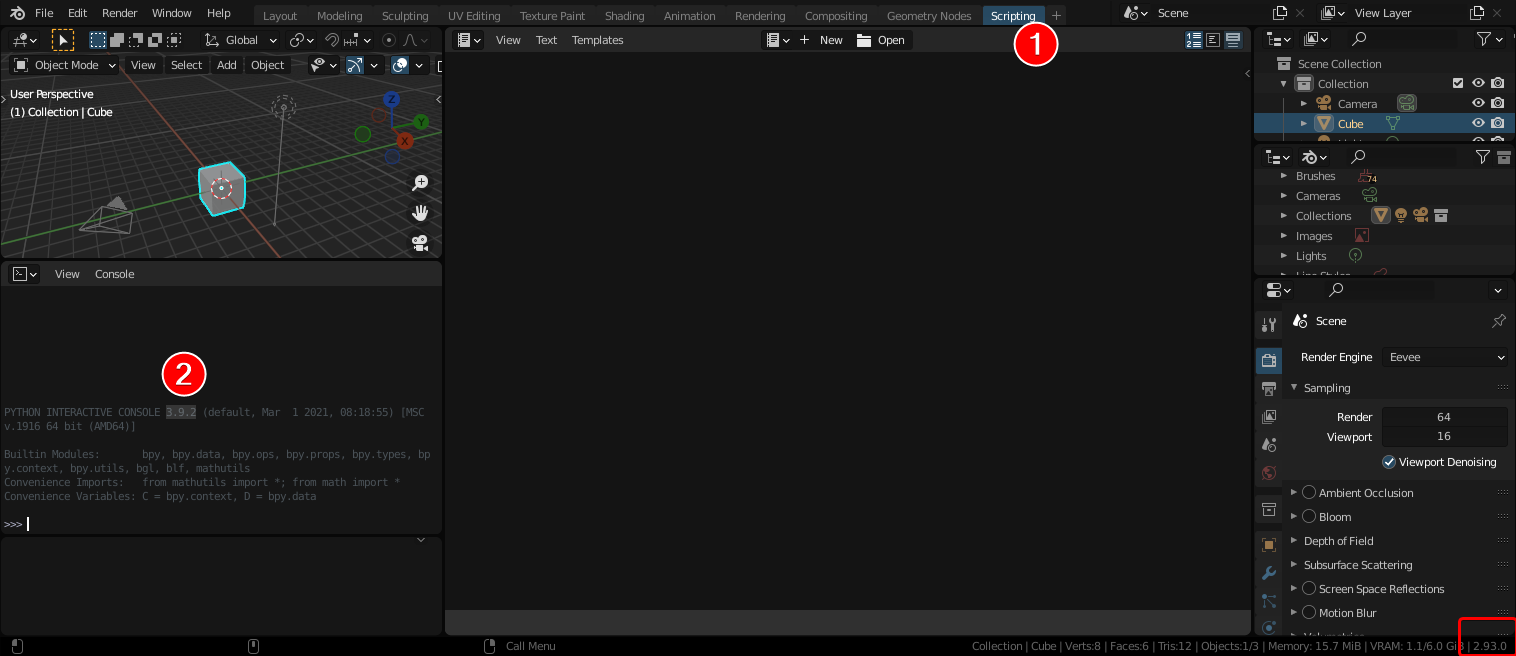 File Edit Render Window Help Layout Modeling Sculpting UV Editing Texture Paint Shading Animation Rendering Compositing Geometry Nodes Scripting + Scene View Layer
1
Global
View Text Templates
New Open
Object Mode View Select Add Object
User Perspective
(1) Collection | Cube
Z
Y
X
View Console
2
PYTHON INTERACTIVE CONSOLE 3.9.2 (default, Mar  1 2021, 08:18:55) [MSC
v.1916 64 bit (AMD64)]
Builtin Modules:       bpy, bpy.data, bpy.ops, bpy.props, bpy.types, bp
y.context, bpy.utils, bgl, blf, mathutils
Convenience Imports:   from mathutils import *; from math import *
Convenience Variables: C = bpy.context, D = bpy.data
>>>
Scene Collection
Collection
Camera
Cube
Brushes 74
Cameras
Collections
Images
Lights
Scene
Render Engine Eevee
Sampling
Render 64
Viewport 16
Viewport Denoising
Ambient Occlusion
Bloom
Depth of Field
Subsurface Scattering
Screen Space Reflections
Motion Blur
Call Menu
Collection | Cube | Verts:8 | Faces:6 | Tris:12 | Objects:1/3 | Memory: 15.7 MiB | VRAM: 1.1/6.0 GiB | 2.93.0